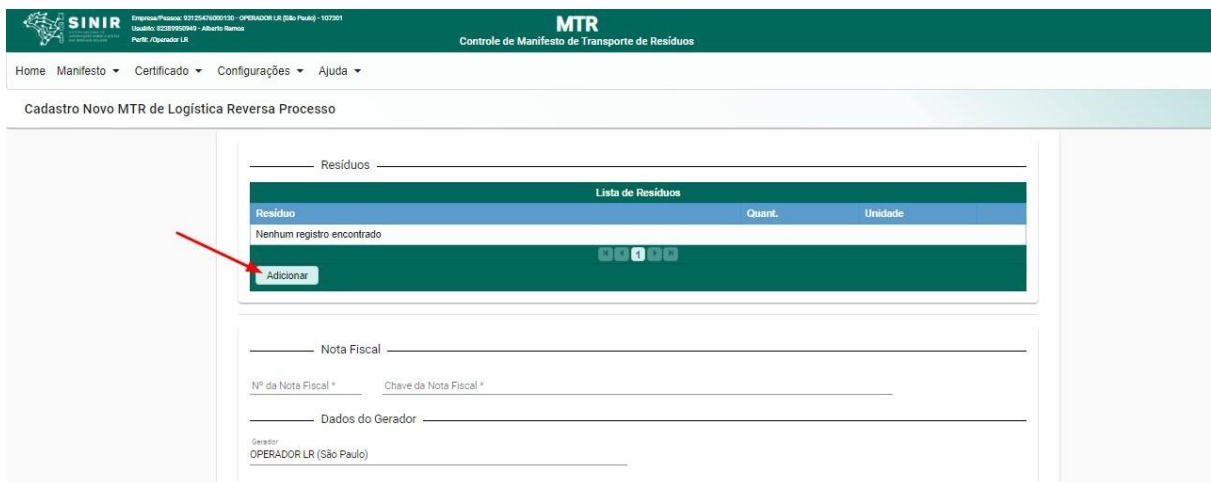 SINIR
Empresa/Pessoa: 93125476000130 - OPERADOR LR (São Paulo) - 107301
Usuário: 82389950949 - Alberto Ramos
Perfil: /Operador LR
MTR
Controle de Manifesto de Transporte de Resíduos
Home Manifesto Certificado Configurações Ajuda
Cadastro Novo MTR de Logística Reversa Processo
Resíduos
Lista de Resíduos
Resíduo Quant. Unidade
Nenhum registro encontrado
1
Adicionar
Nota Fiscal
Nº da Nota Fiscal * Chave da Nota Fiscal *
Dados do Gerador
Gerador
OPERADOR LR (São Paulo)